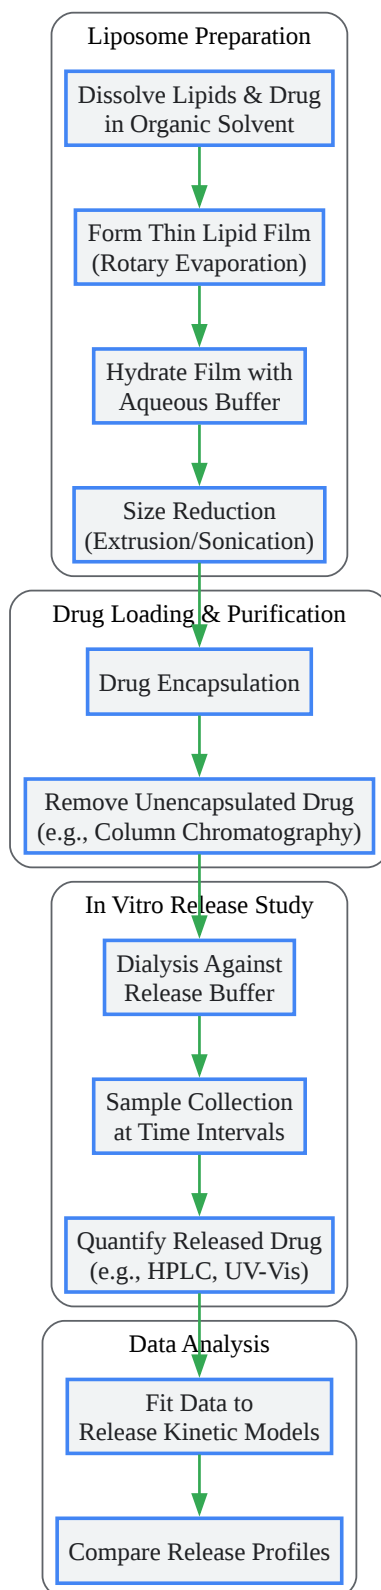 Liposome Preparation
Dissolve Lipids & Drug
in Organic Solvent
Form Thin Lipid Film
(Rotary Evaporation)
Hydrate Film with
Aqueous Buffer
Size Reduction
(Extrusion/Sonication)
Drug Loading & Purification
Drug Encapsulation
Remove Unencapsulated Drug
(e.g., Column Chromatography)
In Vitro Release Study
Dialysis Against
Release Buffer
Sample Collection
at Time Intervals
Quantify Released Drug
(e.g., HPLC, UV-Vis)
Data Analysis
Fit Data to
Release Kinetic Models
Compare Release Profiles